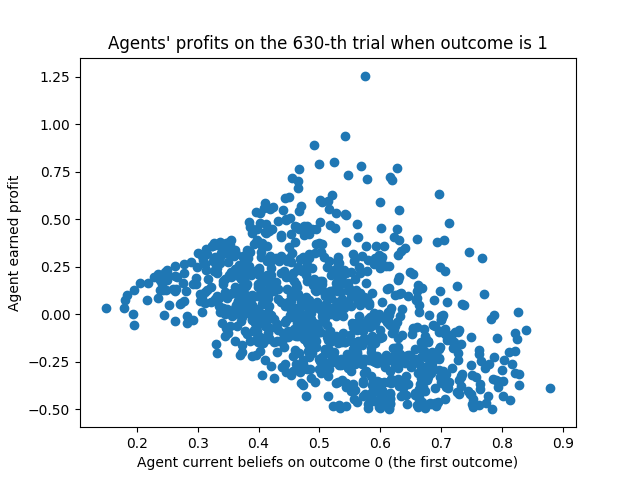 Agents' profits on the 630-th trial when outcome is 1
1.25
1.00
0.75
0.50
0.25
0.00
−0.25
−0.50
Agent earned profit
0.2 0.3 0.4 0.5 0.6 0.7 0.8 0.9
Agent current beliefs on outcome 0 (the first outcome)